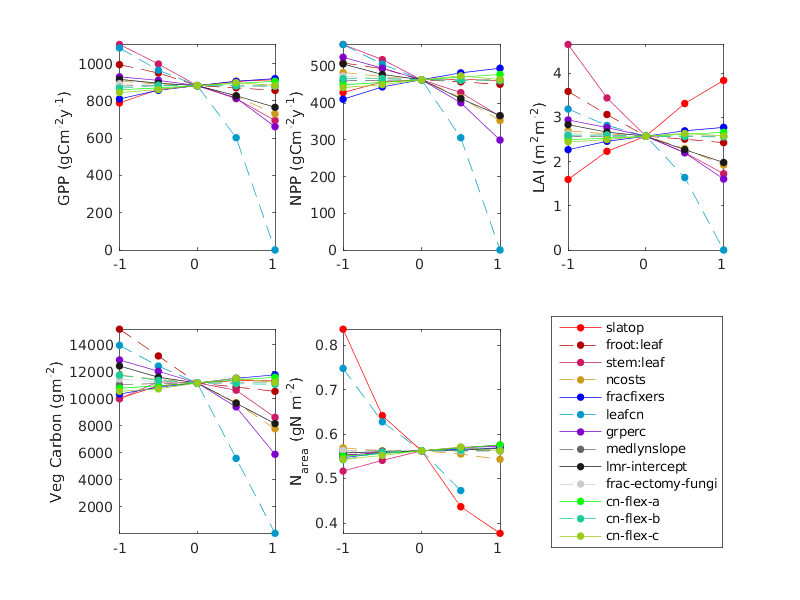 GPP (gCm⁻²y⁻¹)
1000
800
600
400
200
0
-1 0 1
NPP (gCm⁻²y⁻¹)
500
400
300
200
100
0
-1 0 1
LAI (m²m⁻²)
4
3
2
1
0
-1 0 1
Veg Carbon (gm⁻²)
14000
12000
10000
8000
6000
4000
2000
-1 0 1
N_area (gN m⁻²)
0.8
0.7
0.6
0.5
0.4
-1 0 1
slatop
froot:leaf
stem:leaf
ncosts
fracfixers
leafcn
grperc
medlynslope
lmr-intercept
frac-ectomy-fungi
cn-flex-a
cn-flex-b
cn-flex-c